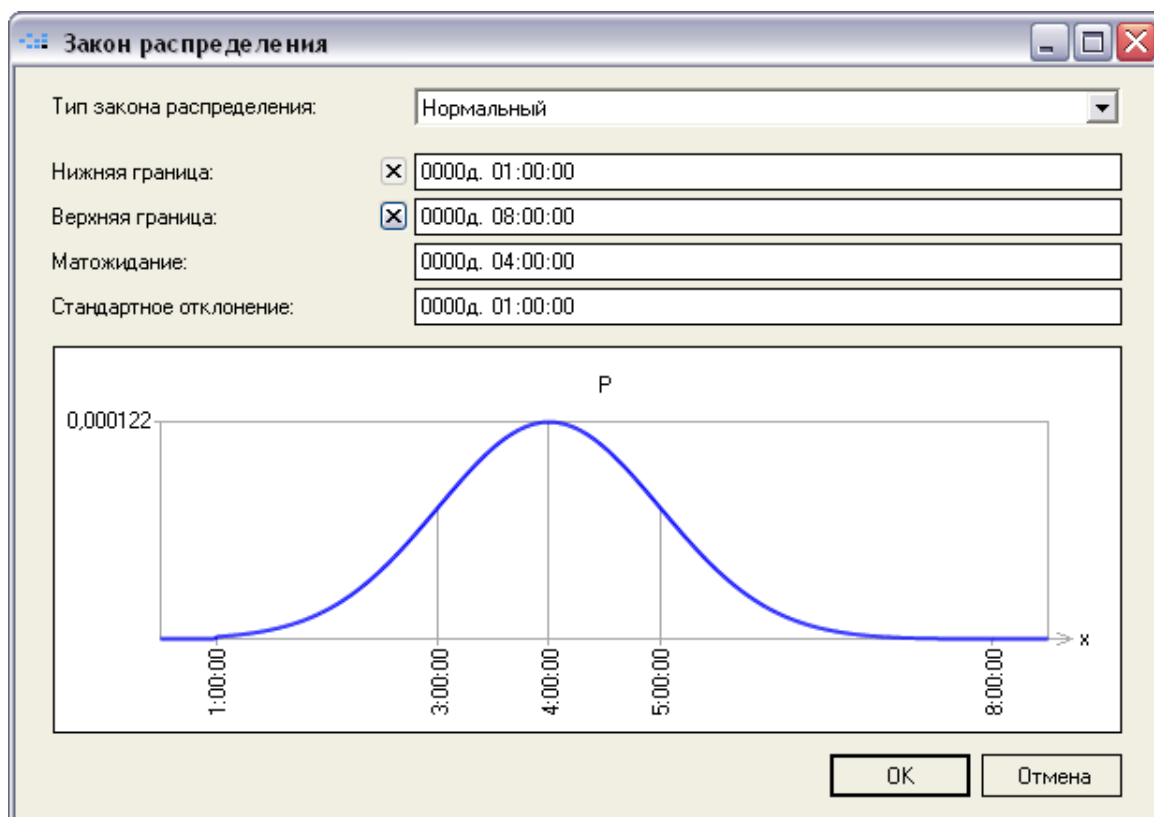 Закон распределения
Тип закона распределения: Нормальный
Нижняя граница: 0000д. 01:00:00
Верхняя граница: 0000д. 08:00:00
Матожидание: 0000д. 04:00:00
Стандартное отклонение: 0000д. 01:00:00
P
0,000122
x
1:00:00 3:00:00 4:00:00 5:00:00 8:00:00
OK Отмена